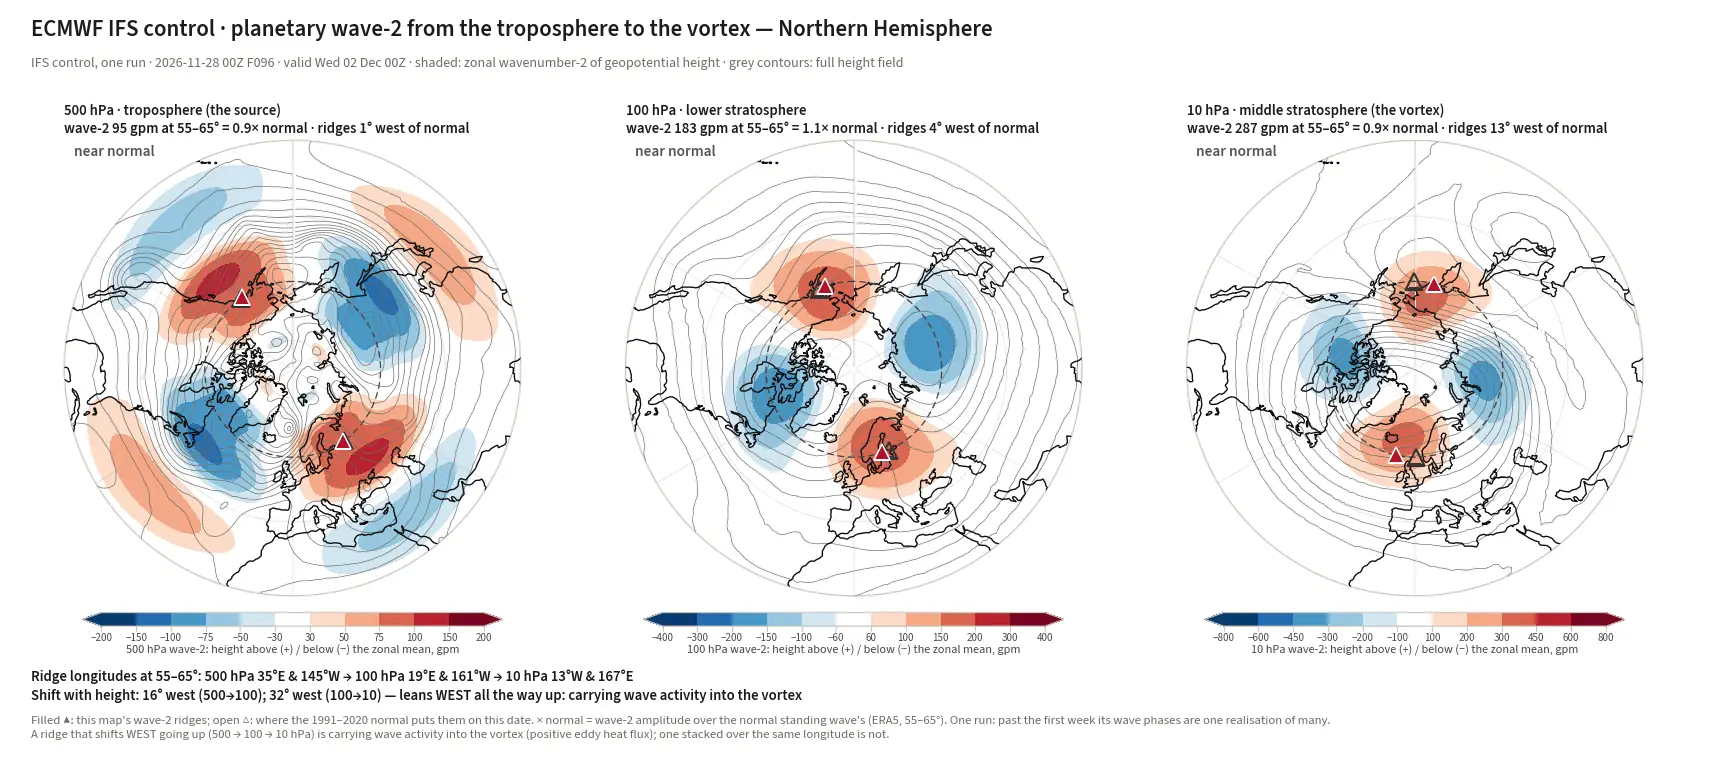 ECMWF IFS control · planetary wave-2 from the troposphere to the vortex — Northern Hemisphere
IFS control, one run · 2026-11-28 00Z F096 · valid Wed 02 Dec 00Z · shaded: zonal wavenumber-2 of geopotential height · grey contours: full height field
500 hPa · troposphere (the source)
wave-2 95 gpm at 55–65° = 0.9× normal · ridges 1° west of normal
near normal
100 hPa · lower stratosphere
wave-2 183 gpm at 55–65° = 1.1× normal · ridges 4° west of normal
near normal
10 hPa · middle stratosphere (the vortex)
wave-2 287 gpm at 55–65° = 0.9× normal · ridges 13° west of normal
near normal
−200 −150 −100 −75 −50 −30 30 50 75 100 150 200
500 hPa wave-2: height above (+) / below (−) the zonal mean, gpm
−400 −300 −200 −150 −100 −60 60 100 150 200 300 400
100 hPa wave-2: height above (+) / below (−) the zonal mean, gpm
−800 −600 −450 −300 −200 −100 100 200 300 450 600 800
10 hPa wave-2: height above (+) / below (−) the zonal mean, gpm
Ridge longitudes at 55–65°: 500 hPa 35°E & 145°W → 100 hPa 19°E & 161°W → 10 hPa 13°W & 167°E
Shift with height: 16° west (500→100); 32° west (100→10) — leans WEST all the way up: carrying wave activity into the vortex
Filled ▲: this map's wave-2 ridges; open △: where the 1991–2020 normal puts them on this date. × normal = wave-2 amplitude over the normal standing wave's (ERA5, 55–65°). One run: past the first week its wave phases are one realisation of many.
A ridge that shifts WEST going up (500 → 100 → 10 hPa) is carrying wave activity into the vortex (positive eddy heat flux); one stacked over the same longitude is not.